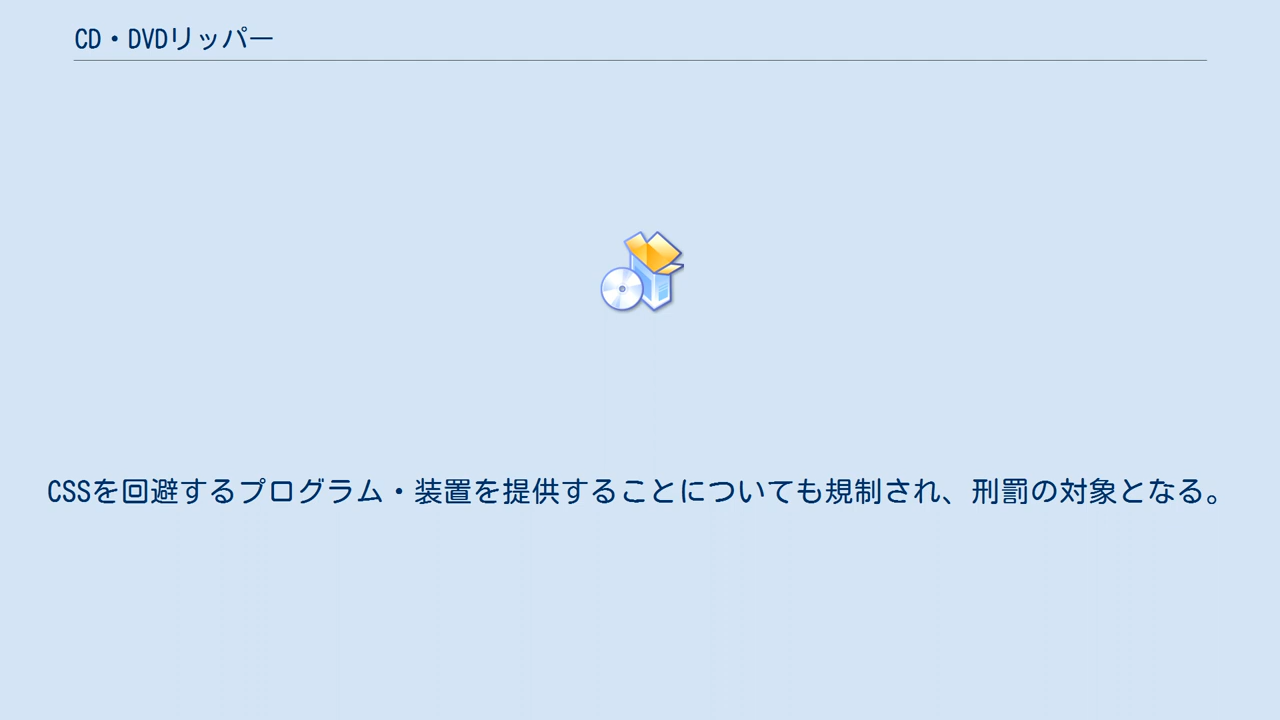 CD・DVDリッパー
CSSを回避するプログラム・装置を提供することについても規制され、刑罰の対象となる。